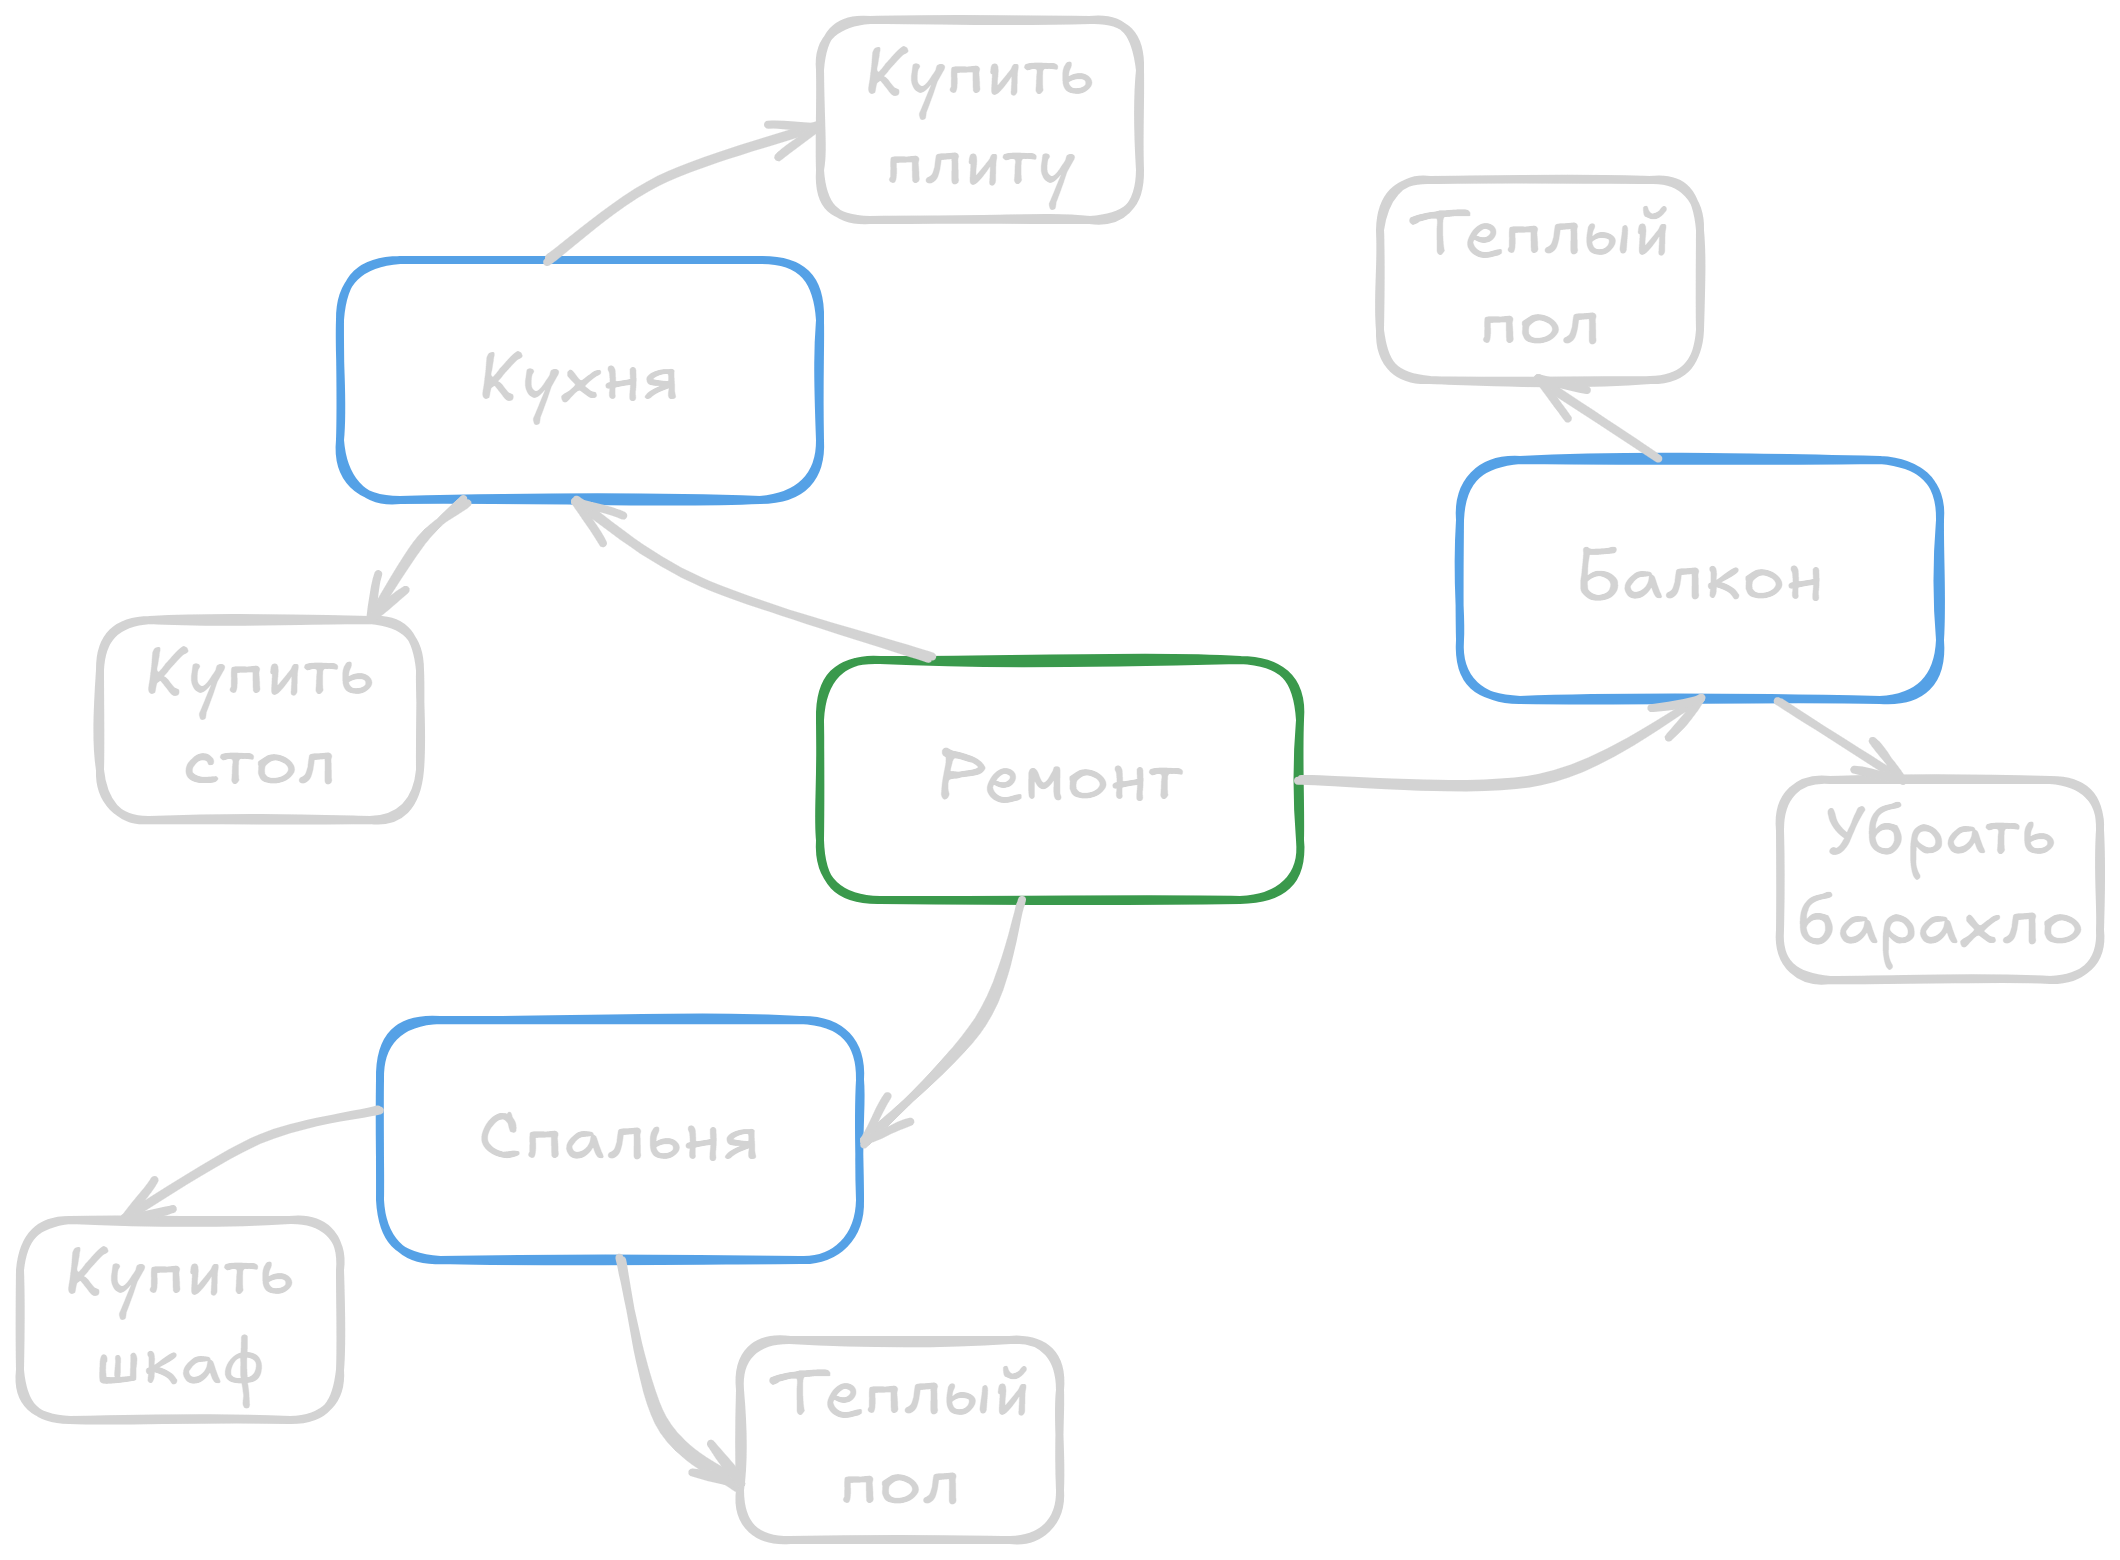 Купить
плиту
Теплый
пол
Кухня
Балкон
Купить
стол
Ремонт
Убрать
барахло
Спальня
Купить
шкаф
Теплый
пол